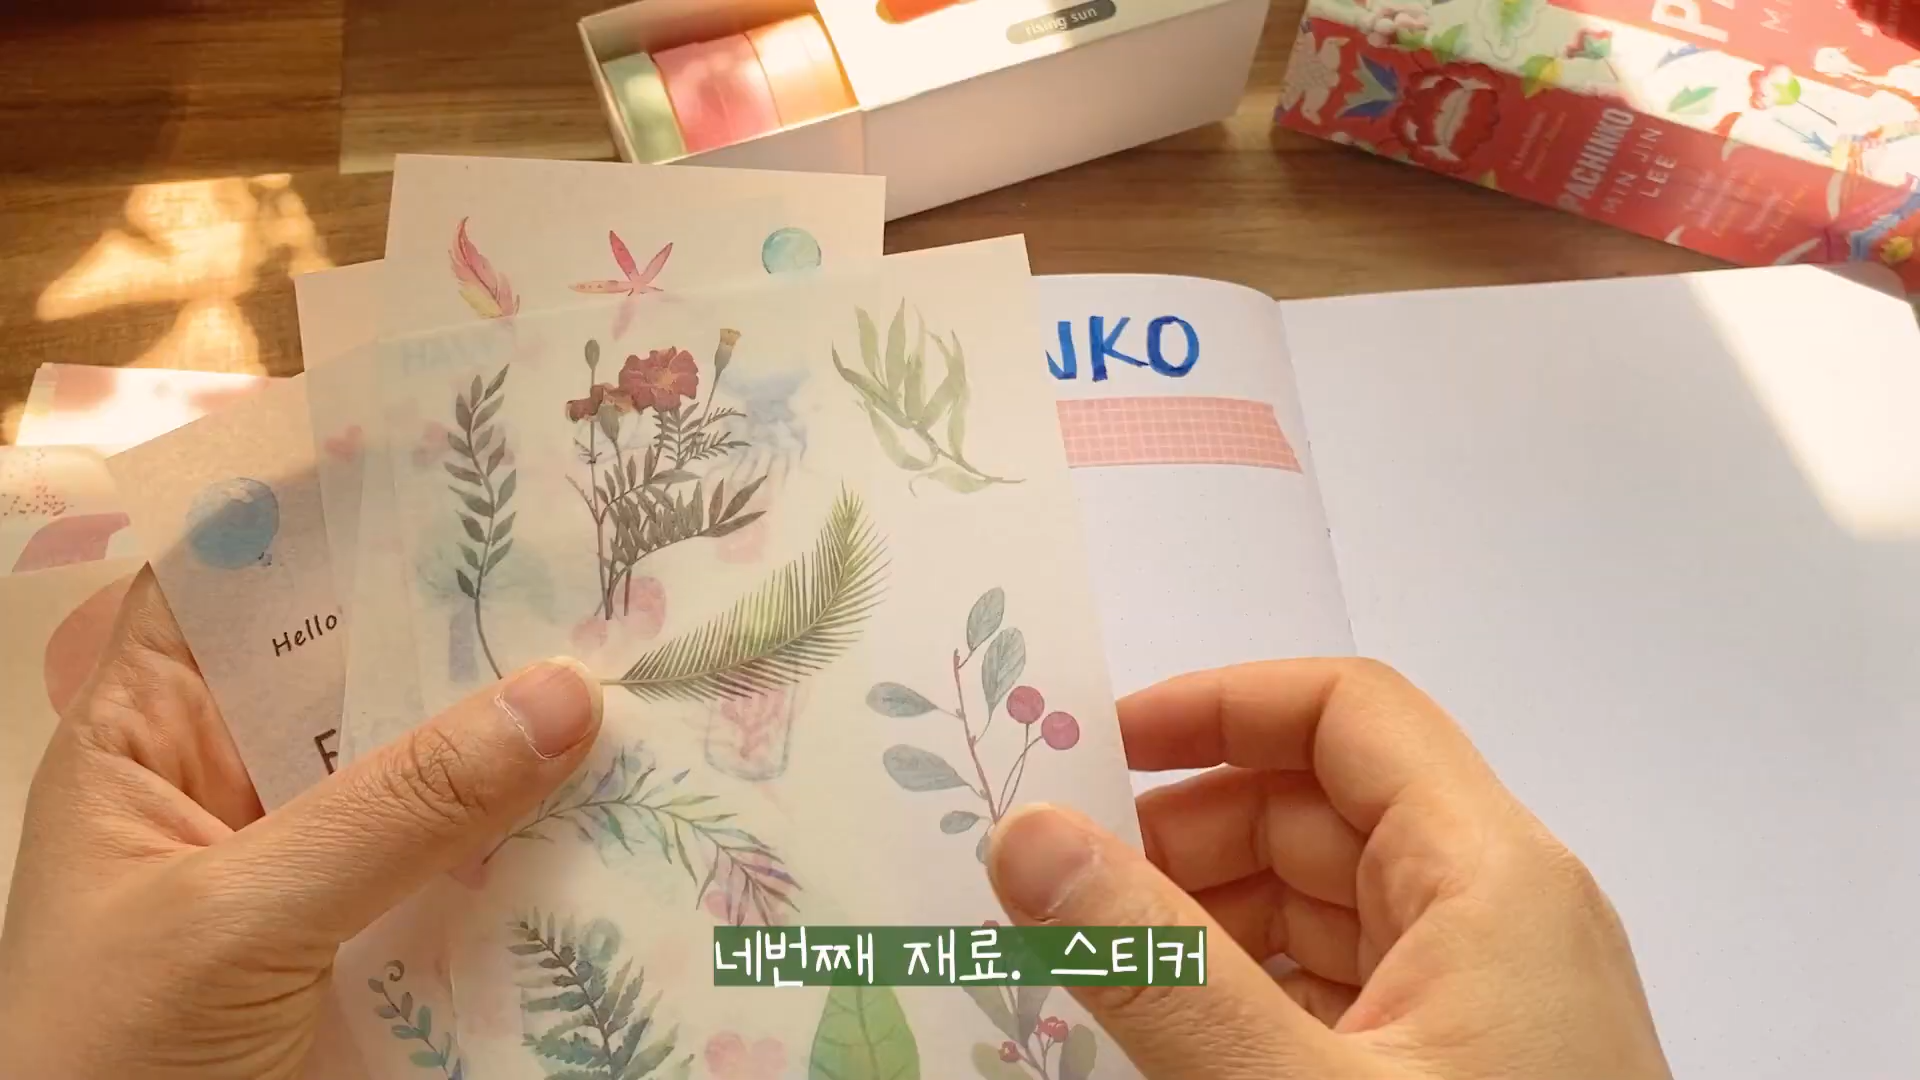 rising sun
PACHINKO
MIN JIN
LEE
NKO
Hello
네번째 재료. 스티커